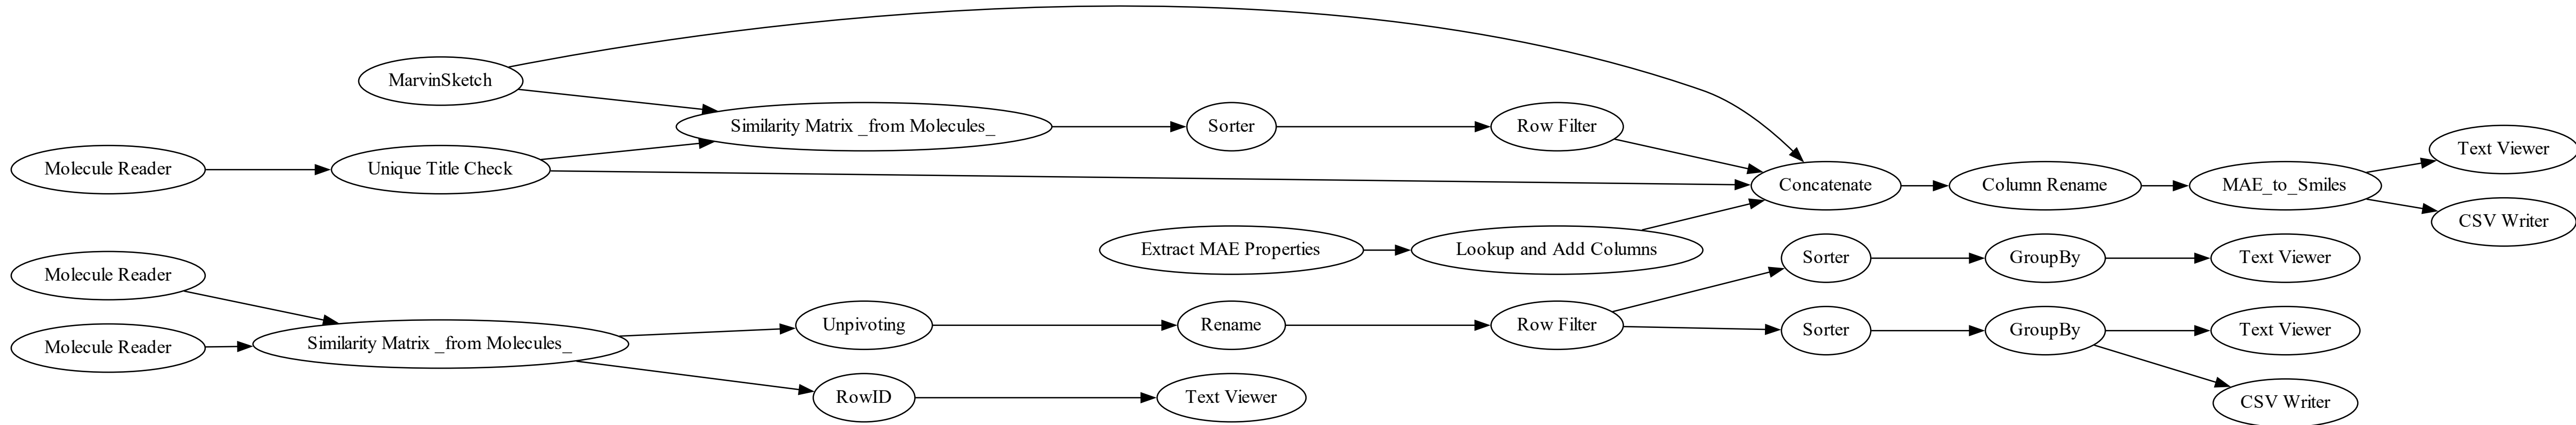 MarvinSketch
Similarity Matrix _from Molecules_
Sorter
Row Filter
Molecule Reader
Unique Title Check
Concatenate
Column Rename
MAE_to_Smiles
Text Viewer
CSV Writer
Extract MAE Properties
Lookup and Add Columns
Molecule Reader
Molecule Reader
Similarity Matrix _from Molecules_
Unpivoting
Rename
Row Filter
Sorter
GroupBy
Text Viewer
Sorter
GroupBy
Text Viewer
CSV Writer
RowID
Text Viewer